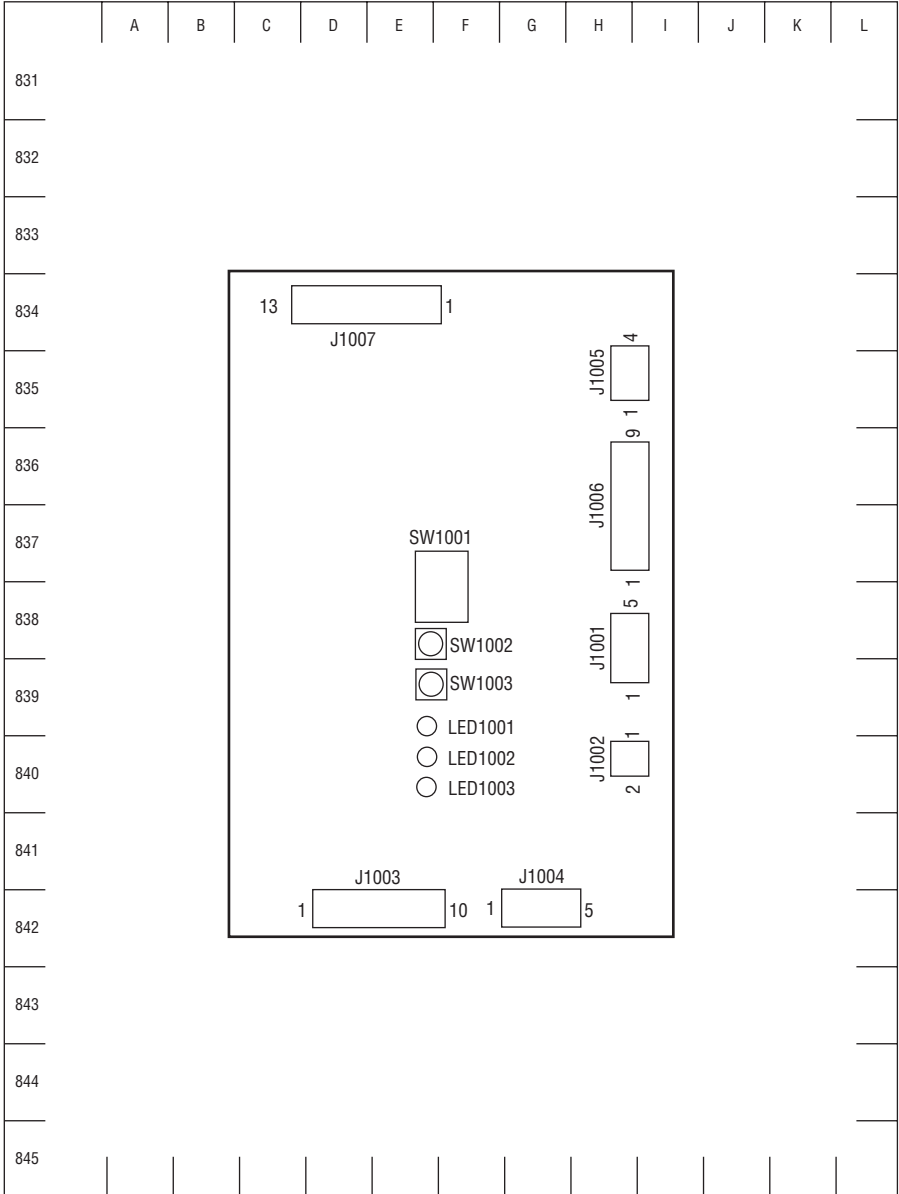 A B C D E F G H I J K L
831
832
833
834
13 1
J1007
4
J1005
1
835
9
J1006
1
836
SW1001
837
5
J1001
1
838
SW1002
SW1003
839
LED1001
1
J1002
2
LED1002
840
LED1003
841
J1003
1 10
J1004
1 5
842
843
844
845